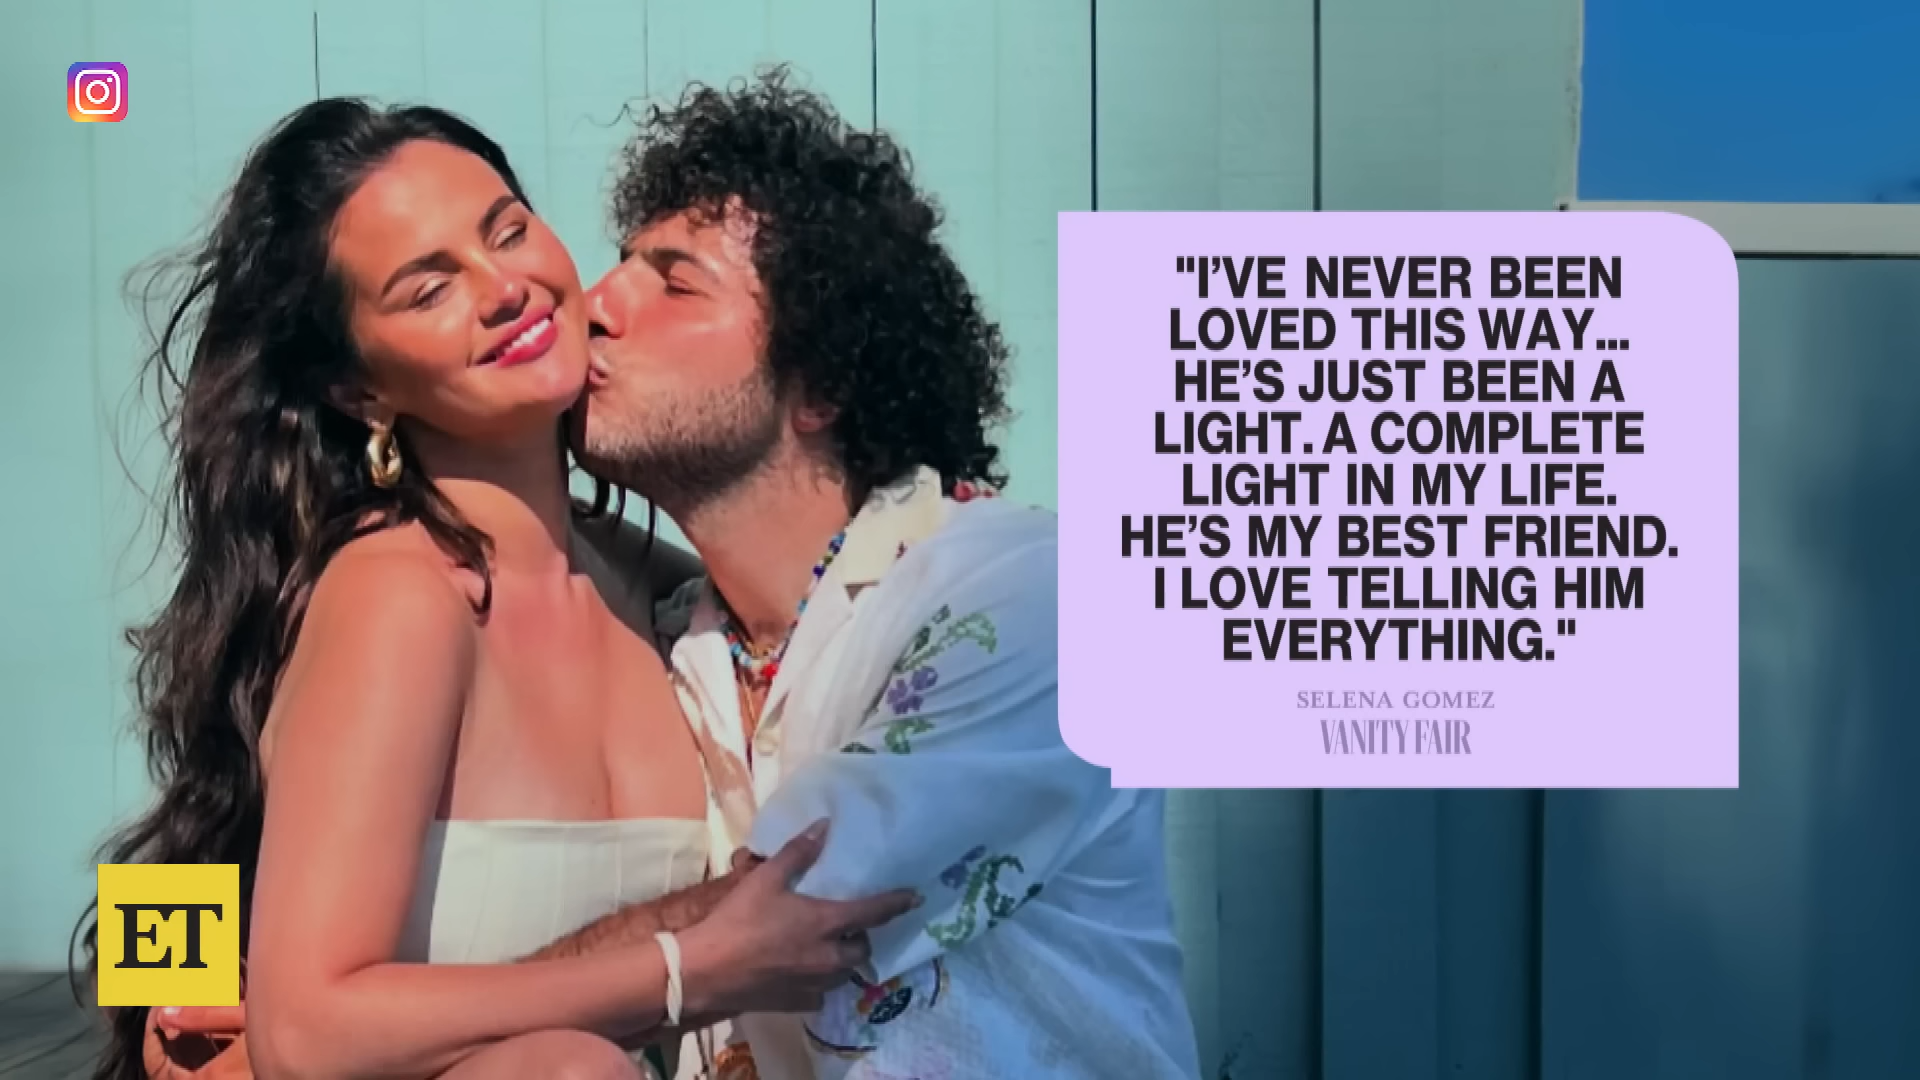 "I’VE NEVER BEEN
LOVED THIS WAY...
HE’S JUST BEEN A
LIGHT. A COMPLETE
LIGHT IN MY LIFE.
HE’S MY BEST FRIEND.
I LOVE TELLING HIM
EVERYTHING."
SELENA GOMEZ
VANITY FAIR
ET